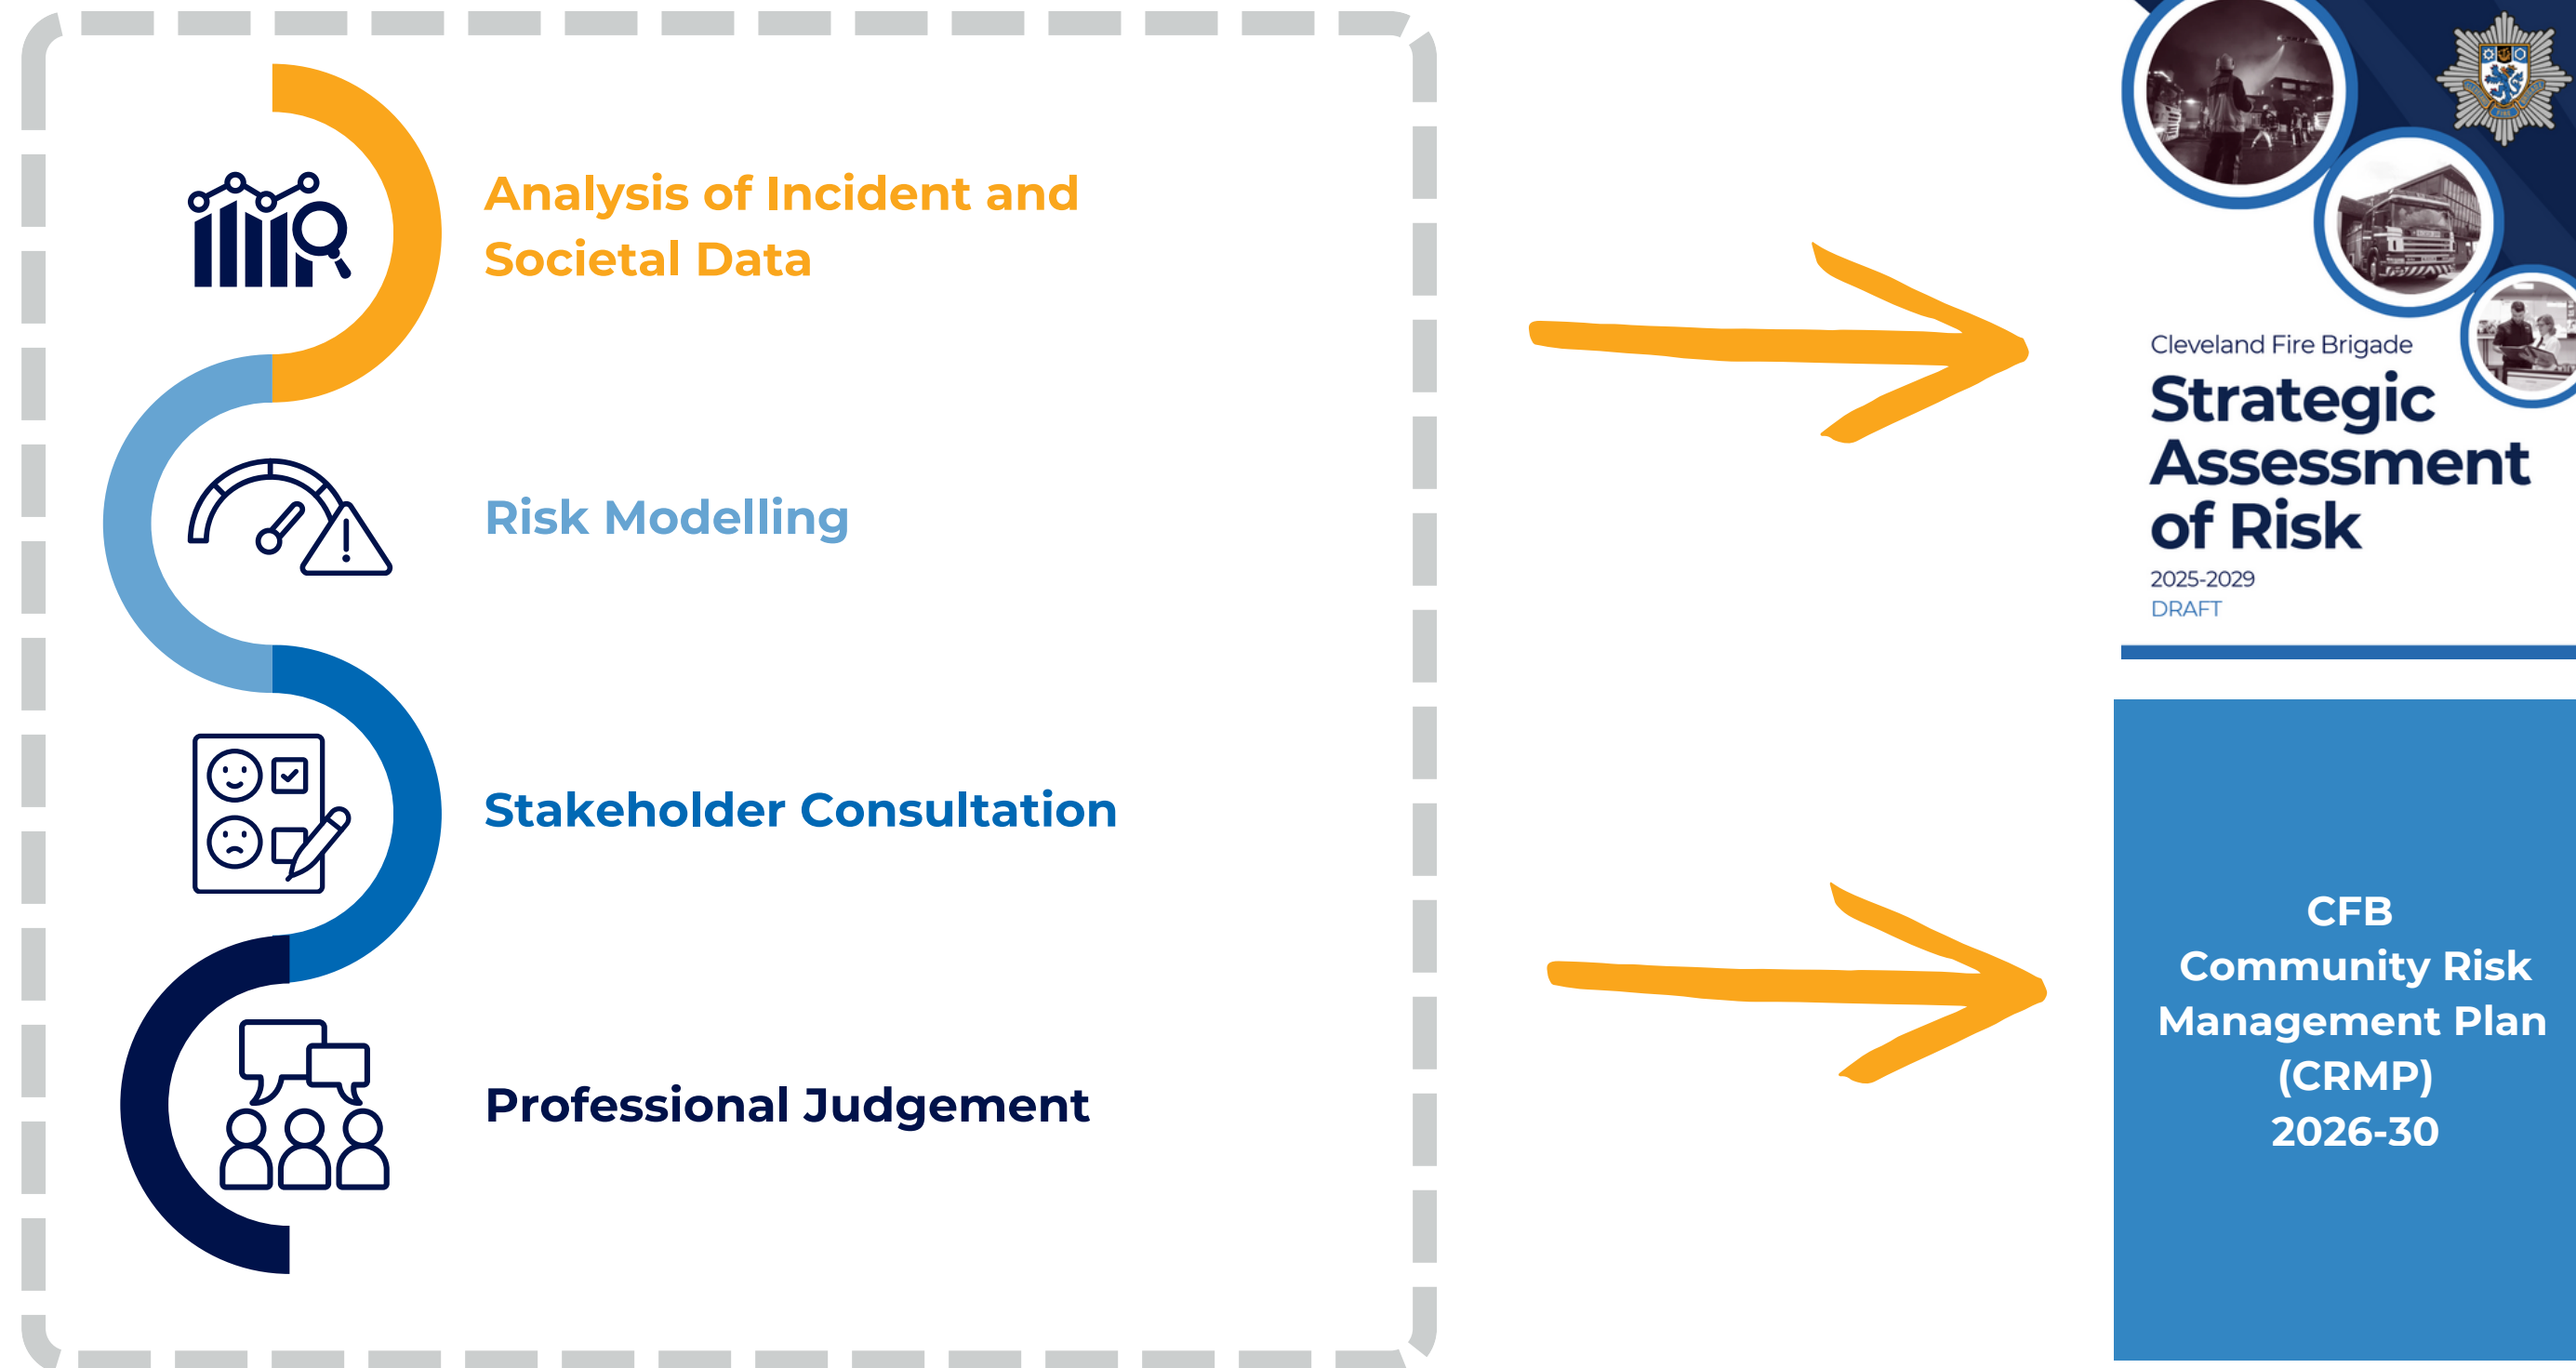 Analysis of Incident and
Societal Data
Risk Modelling
Stakeholder Consultation
Professional Judgement
Cleveland Fire Brigade
Strategic
Assessment
of Risk
2025-2029
DRAFT
CFB
Community Risk
Management Plan
(CRMP)
2026-30